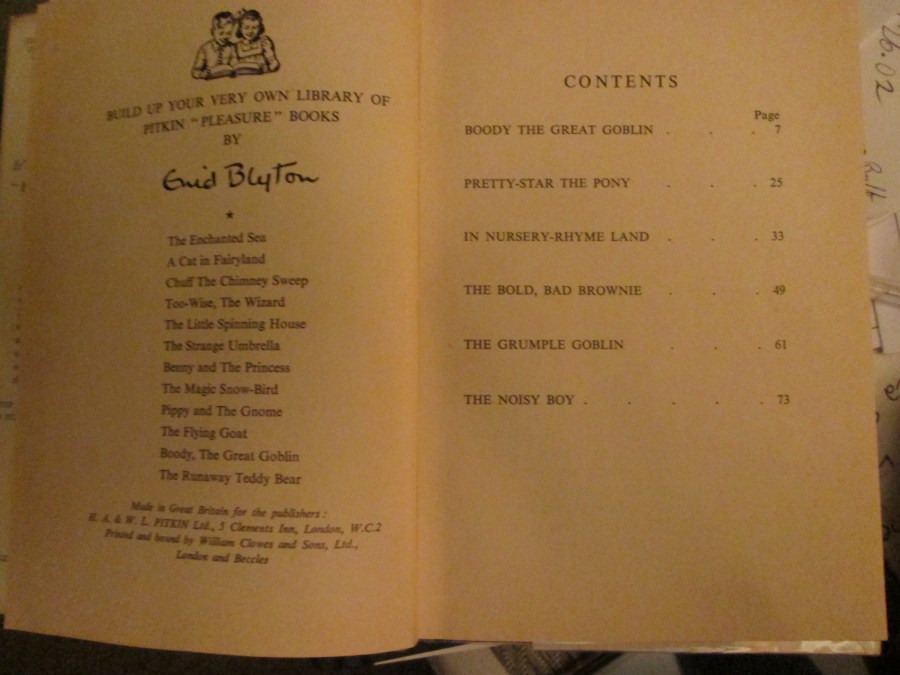 BUILD UP YOUR VERY OWN LIBRARY OF
PITKIN "PLEASURE" BOOKS
BY
Enid Blyton
★
The Enchanted Sea
A Cat in Fairyland
Chuff The Chimney Sweep
Too-Wise, The Wizard
The Little Spinning House
The Strange Umbrella
Benny and The Princess
The Magic Snow-Bird
Pippy and The Gnome
The Flying Goat
Boody, The Great Goblin
The Runaway Teddy Bear
Made in Great Britain for the publishers:
H. A. & W. L. PITKIN Ltd., 5 Clements Inn, London, W.C.2
Printed and bound by William Clowes and Sons, Ltd.,
London and Beccles
CONTENTS
Page
BOODY THE GREAT GOBLIN . . . 7
PRETTY-STAR THE PONY . . . 25
IN NURSERY-RHYME LAND . . . 33
THE BOLD, BAD BROWNIE . . . 49
THE GRUMPLE GOBLIN . . . 61
THE NOISY BOY . . . . . 73
26.02